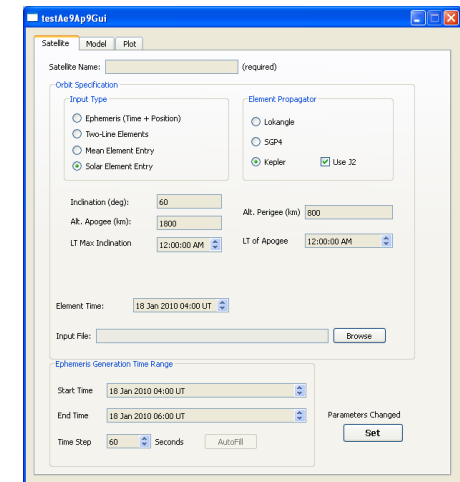 testAe9Ap9Gui
Satellite Model Plot
Satellite Name: (required)
Orbit Specification
Input Type
Ephemeris (Time + Position)
Two-Line Elements
Mean Element Entry
Solar Element Entry
Element Propagator
Lokangle
SGP4
Kepler Use J2
Inclination (deg): 60
Alt. Apogee (km): 1800
Alt. Perigee (km) 800
LT Max Inclination 12:00:00 AM
LT of Apogee 12:00:00 AM
Element Time: 18 Jan 2010 04:00 UT
Input File: Browse
Ephemeris Generation Time Range
Start Time 18 Jan 2010 04:00 UT
End Time 18 Jan 2010 06:00 UT
Time Step 60 Seconds AutoFill
Parameters Changed
Set